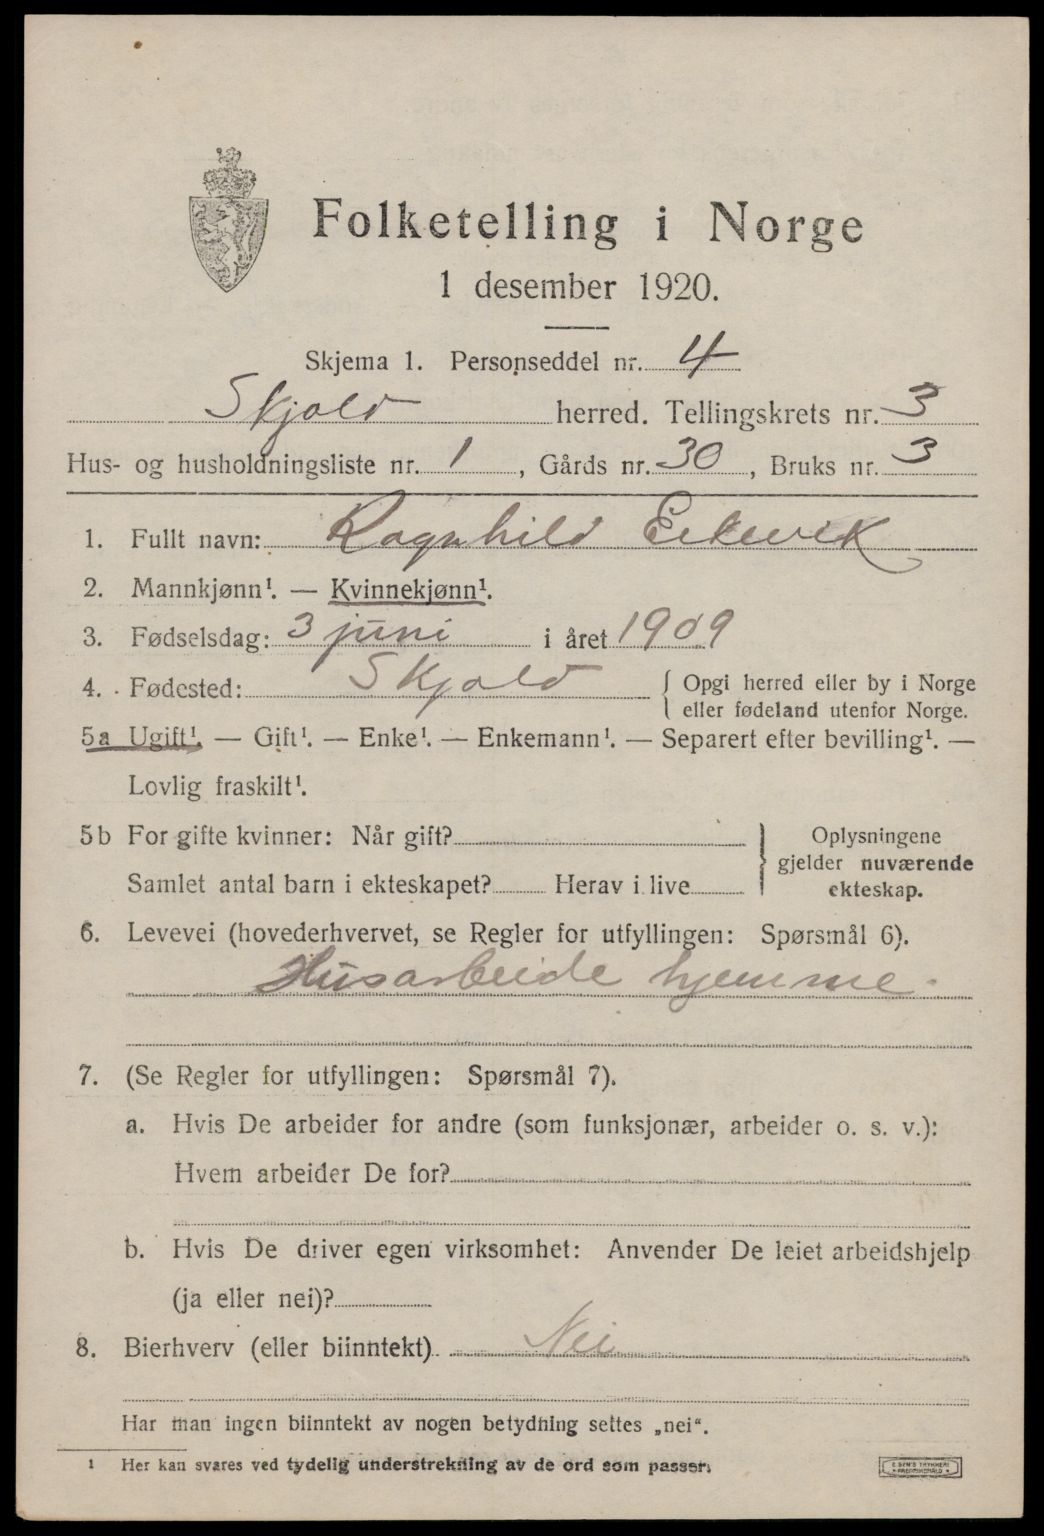 Folketelling i Norge
1 desember 1920.
Skjema 1. Personseddel nr. 4
Skjold herred. Tellingskrets nr. 3
Hus- og husholdningsliste nr. 1, Gårds nr. 30, Bruks nr. 3
1. Fullt navn: Ragnhild
2. Mannkjønn¹. — Kvinnekjønn¹.
3. Fødselsdag: 3 juni i året 1909
4. Fødested: Skjold { Opgi herred eller by i Norge
eller fødeland utenfor Norge.
5a Ugift¹. — Gift¹. — Enke¹. — Enkemann¹. — Separert efter bevilling¹. —
Lovlig fraskilt¹.
5b For gifte kvinner: Når gift? } Oplysningene
gjelder nuværende
Samlet antal barn i ekteskapet? Herav i live
ekteskap.
6. Levevei (hovederhvervet, se Regler for utfyllingen: Spørsmål 6).
Husarbeide hjemme.
7. (Se Regler for utfyllingen: Spørsmål 7).
a. Hvis De arbeider for andre (som funksjonær, arbeider o. s. v.):
Hvem arbeider De for?
b. Hvis De driver egen virksomhet: Anvender De leiet arbeidshjelp
(ja eller nei)?
8. Bierhverv (eller biinntekt) Nei
Har man ingen biinntekt av nogen betydning settes „nei".
¹ Her kan svares ved tydelig understrekning av de ord som passer.